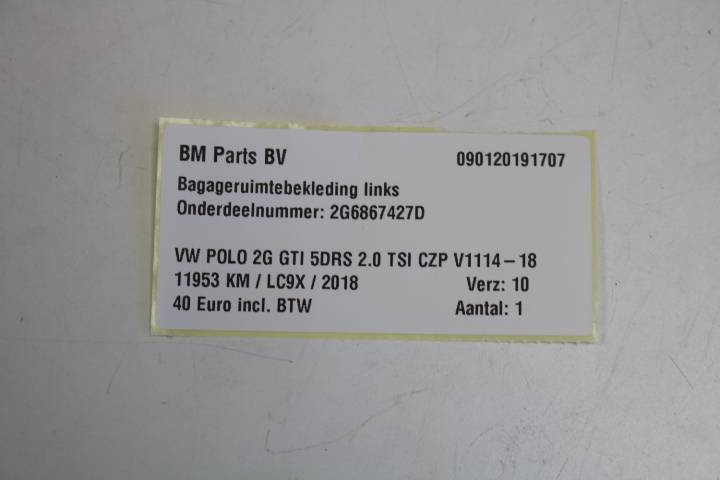 BM Parts BV 090120191707
Bagageruimtebekleding links
Onderdeelnummer: 2G6867427D
VW POLO 2G GTI 5DRS 2.0 TSI CZP V1114-18
11953 KM / LC9X / 2018 Verz: 10
40 Euro incl. BTW Aantal: 1